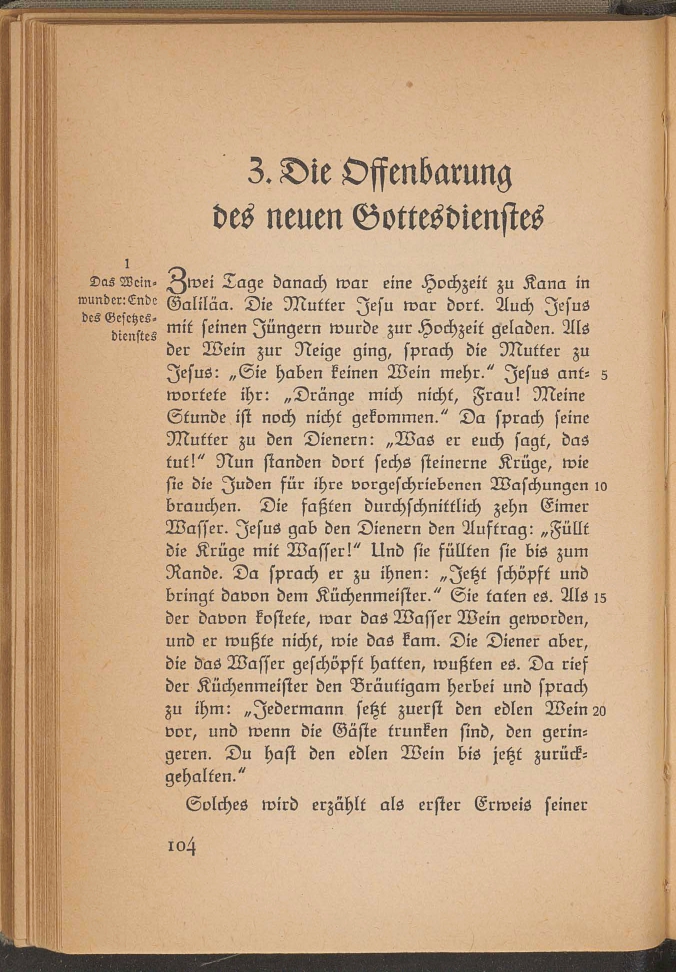 3. Die Offenbarung
des neuen Gottesdienstes
1
Das Wein-
wunder: Ende
des Gesetzes-
dienstes
Zwei Tage danach war eine Hochzeit zu Kana in
Galiläa. Die Mutter Jesu war dort. Auch Jesus
mit seinen Jüngern wurde zur Hochzeit geladen. Als
der Wein zur Neige ging, sprach die Mutter zu
Jesus: „Sie haben keinen Wein mehr.“ Jesus ant- 5
wortete ihr: „Dränge mich nicht, Frau! Meine
Stunde ist noch nicht gekommen.“ Da sprach seine
Mutter zu den Dienern: „Was er euch sagt, das
tut!“ Nun standen dort sechs steinerne Krüge, wie
sie die Juden für ihre vorgeschriebenen Waschungen 10
brauchen. Die faßten durchschnittlich zehn Eimer
Wasser. Jesus gab den Dienern den Auftrag: „Füllt
die Krüge mit Wasser!“ Und sie füllten sie bis zum
Rande. Da sprach er zu ihnen: „Jetzt schöpft und
bringt davon dem Küchenmeister.“ Sie taten es. Als 15
der davon kostete, war das Wasser Wein geworden,
und er wußte nicht, wie das kam. Die Diener aber,
die das Wasser geschöpft hatten, wußten es. Da rief
der Küchenmeister den Bräutigam herbei und sprach
zu ihm: „Jedermann setzt zuerst den edlen Wein 20
vor, und wenn die Gäste trunken sind, den gerin-
geren. Du hast den edlen Wein bis jetzt zurück-
gehalten.“
Solches wird erzählt als erster Erweis seiner
104